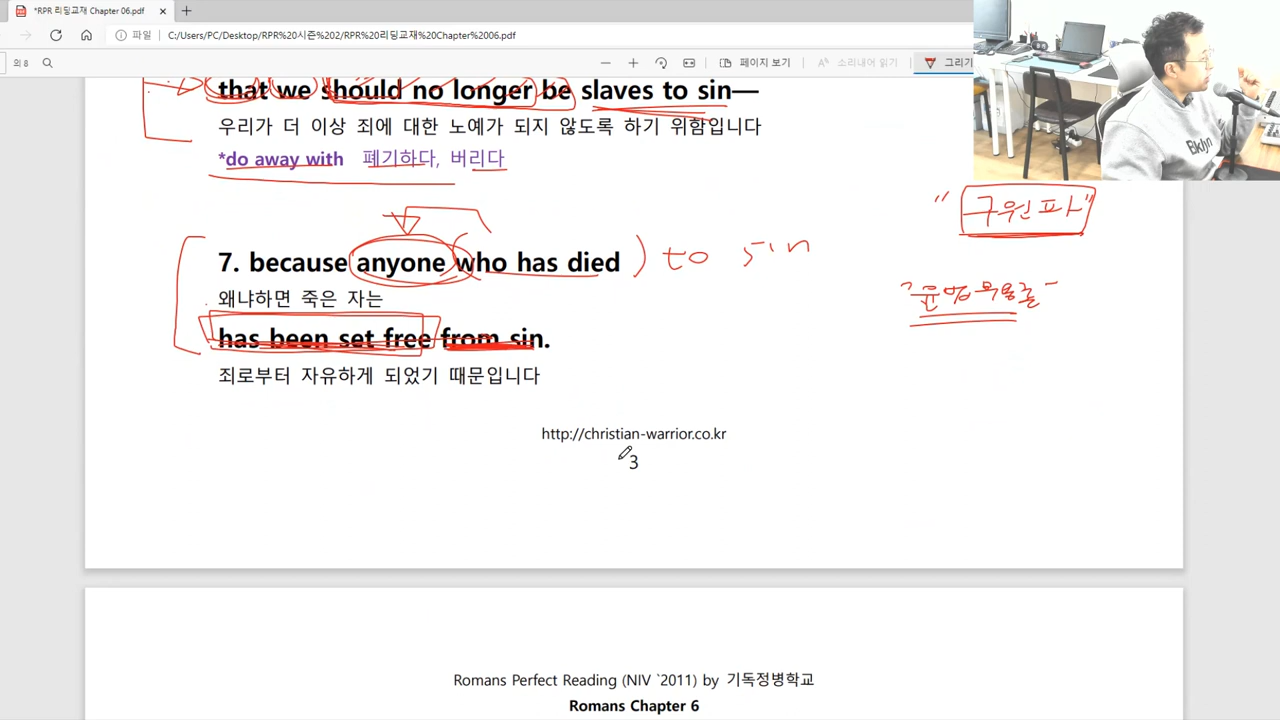 *RPR 리딩교재 Chapter 06.pdf
파일 C:/Users/PC/Desktop/RPR%20시즌%202/RPR%20리딩교재%20Chapter%2006.pdf
외 8 페이지 보기 소리내어 읽기 그리기
that we should no longer be slaves to sin—
우리가 더 이상 죄에 대한 노예가 되지 않도록 하기 위함입니다
*do away with 폐기하다, 버리다
"구원파"
7. because anyone (who has died) to sin
"율법무용론"
왜냐하면 죽은 자는
has been set free from sin.
죄로부터 자유하게 되었기 때문입니다
http://christian-warrior.co.kr
3
Romans Perfect Reading (NIV `2011) by 기독정병학교
Romans Chapter 6